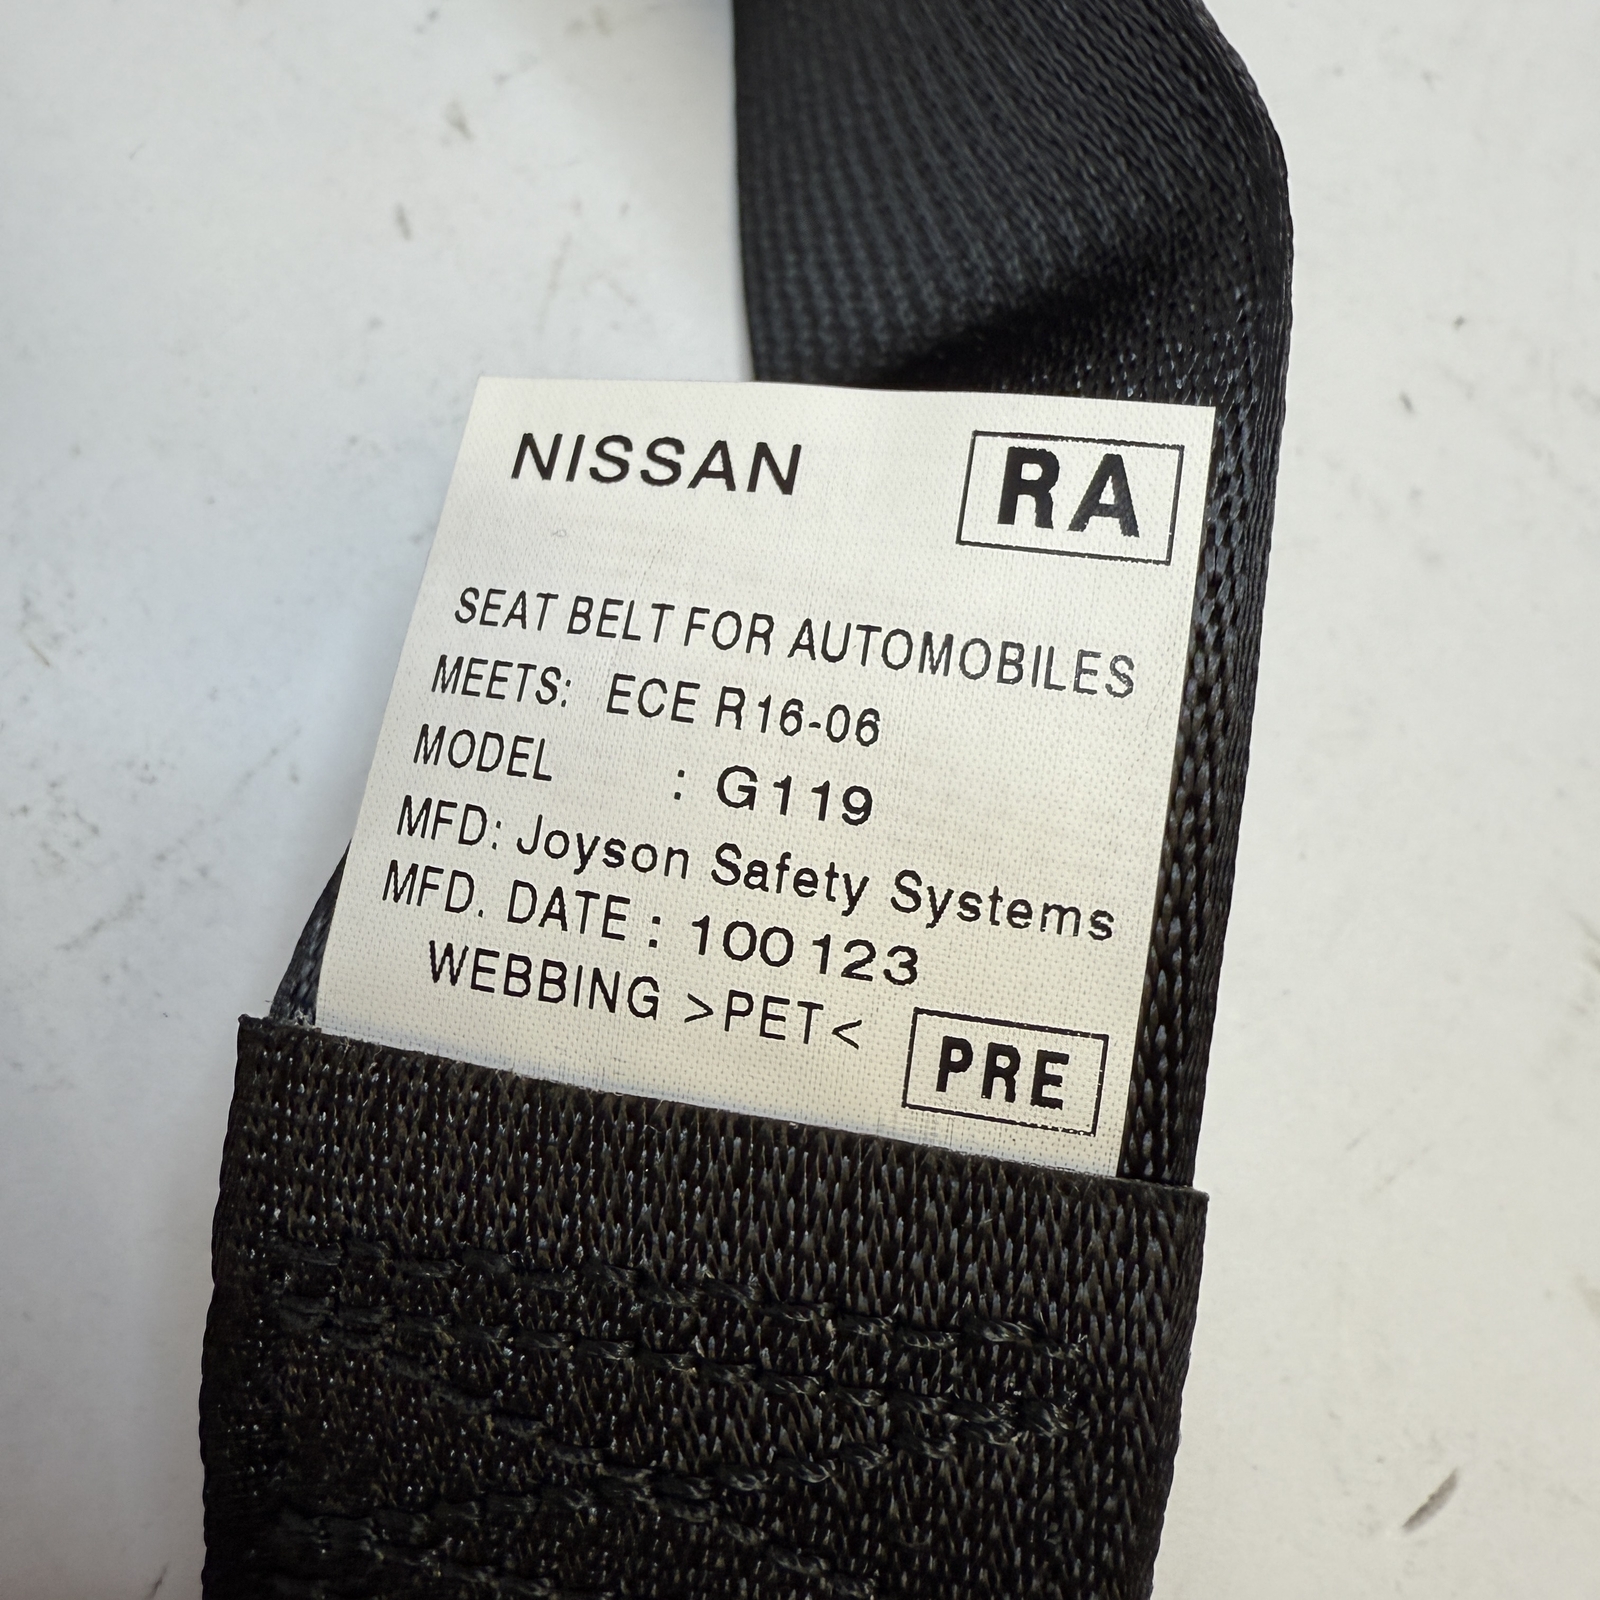 NISSAN RA
SEAT BELT FOR AUTOMOBILES
MEETS: ECE R16-06
MODEL : G119
MFD: Joyson Safety Systems
MFD. DATE : 100123
WEBBING >PET<
PRE